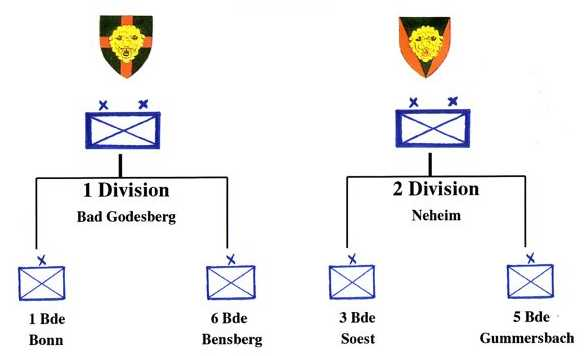 1 Division
Bad Godesberg
2 Division
Neheim
1 Bde
Bonn
6 Bde
Bensberg
3 Bde
Soest
5 Bde
Gummersbach